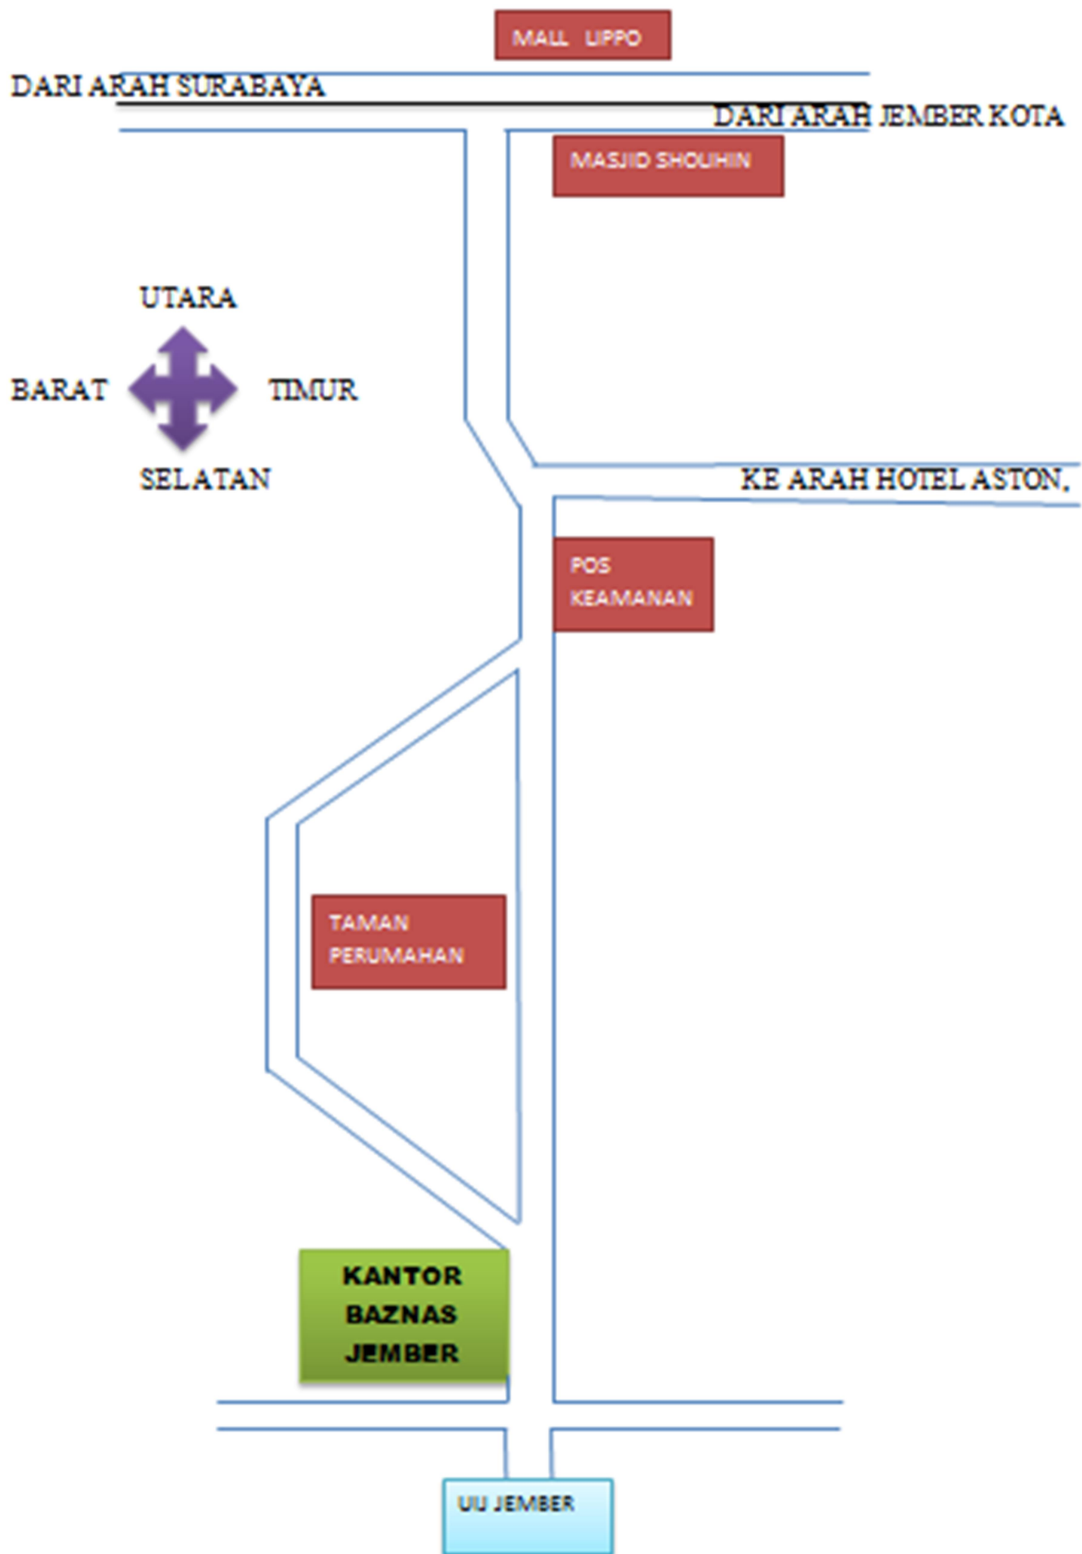 MALL LIPPO
DARI ARAH SURABAYA
DARI ARAH JEMBER KOTA
MASJID SHOLIHIN
UTARA
BARAT
TIMUR
SELATAN
KE ARAH HOTEL ASTON,
POS
KEAMANAN
TAMAN
PERUMAHAN
KANTOR
BAZNAS
JEMBER
UIJ JEMBER